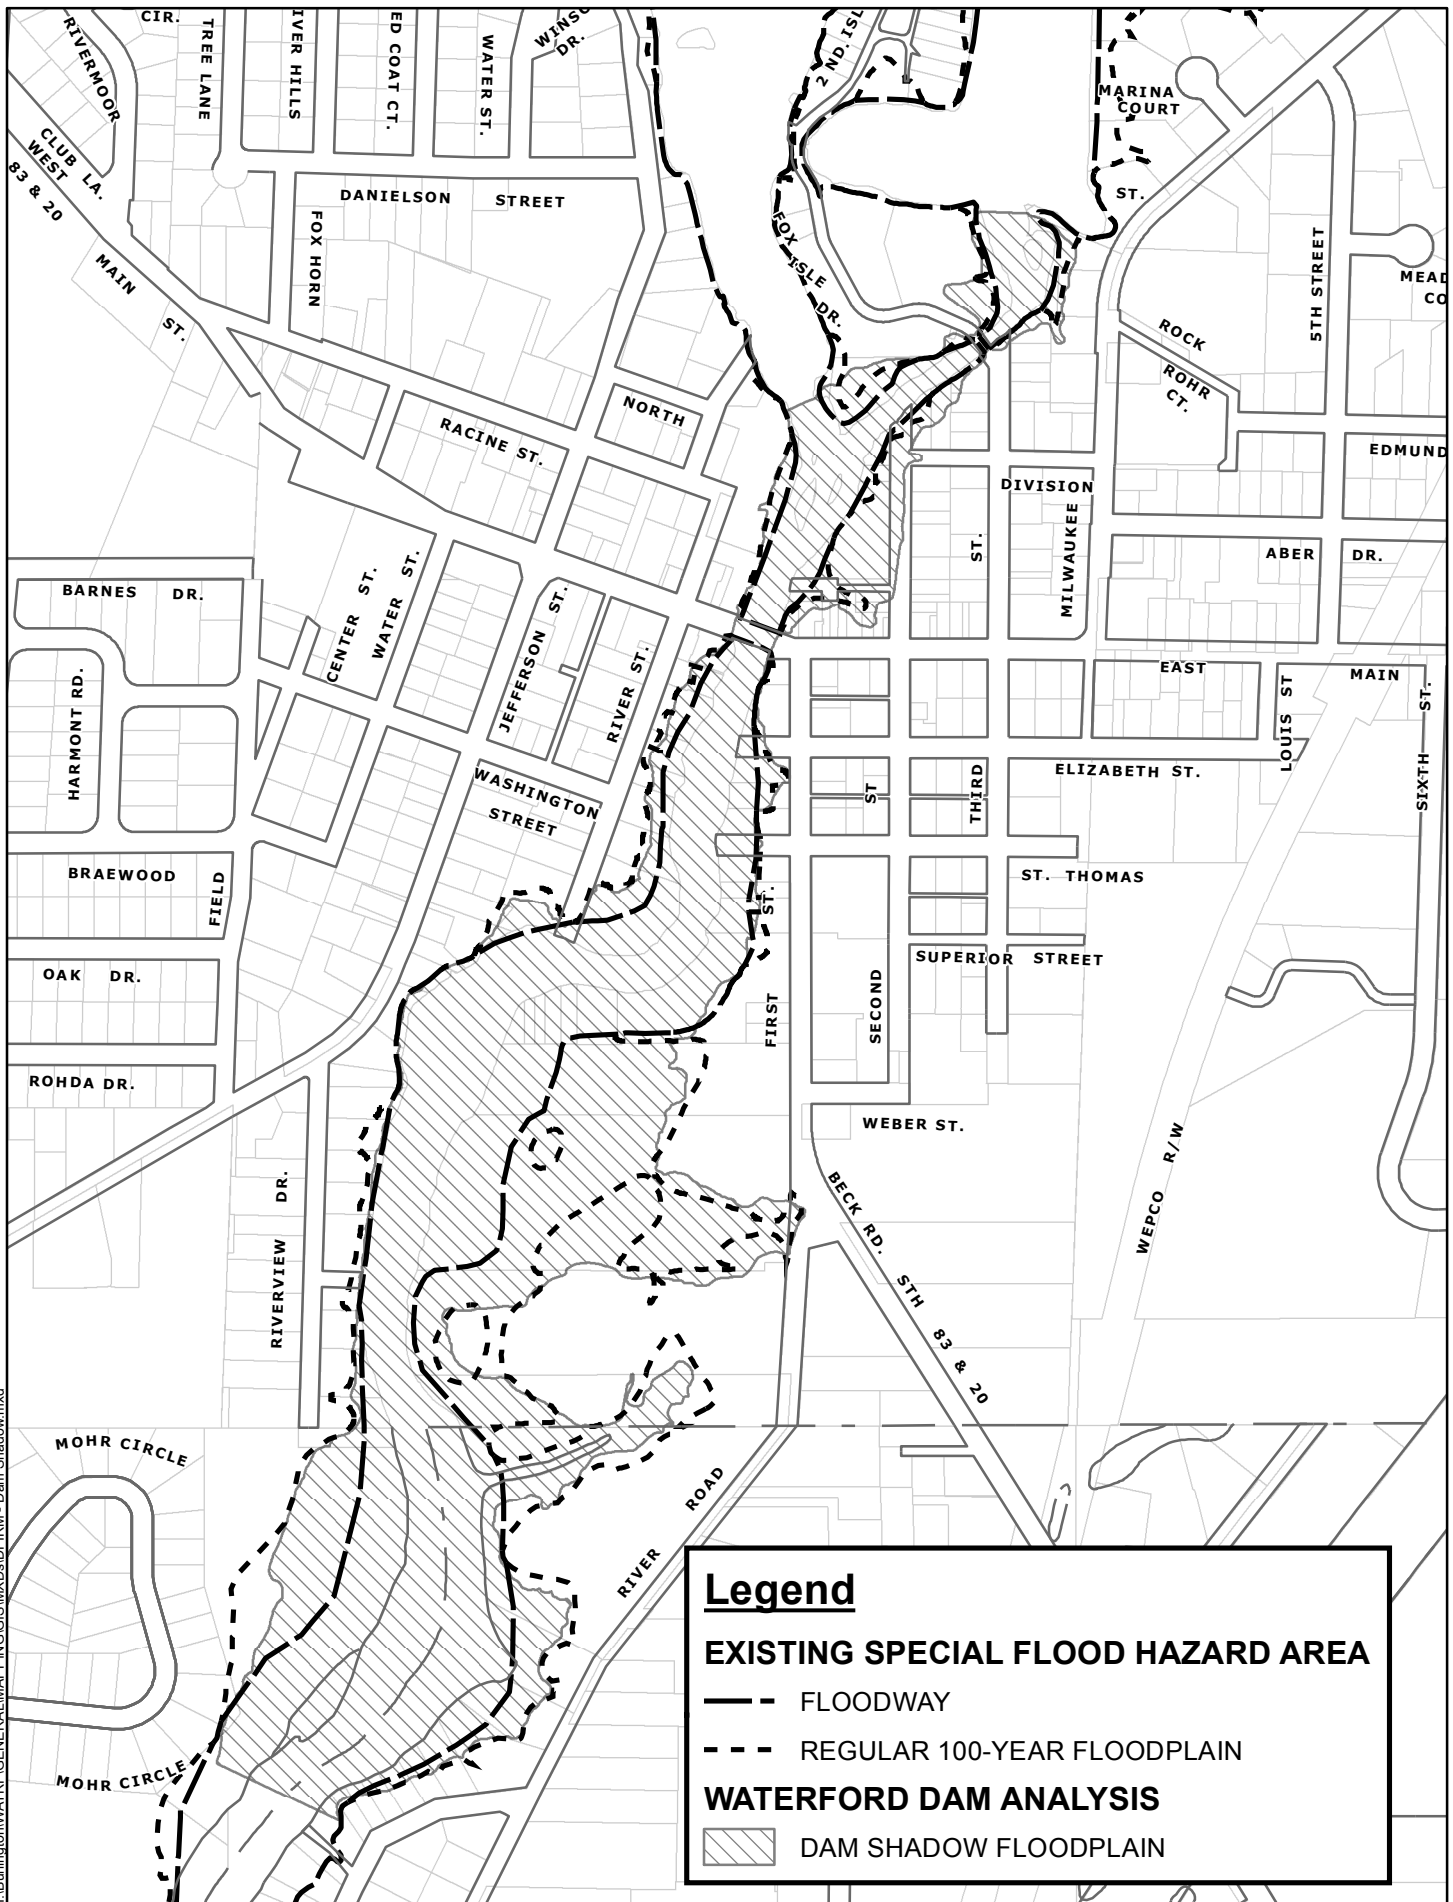 CIR.
RIVERMOOR
TREE LANE
IVER HILLS
ED COAT CT.
WATER ST.
WINSO
DR.
2 ND. ISL
MARINA
COURT
CLUB LA.
WEST
83 & 20
DANIELSON STREET
ST.
FOX HORN
FOX ISLE DR.
5TH STREET
MEAD
CO
MAIN ST.
ROCK
ROHR
CT.
NORTH
RACINE ST.
EDMUND
DIVISION
ST.
MILWAUKEE
ABER DR.
BARNES DR.
CENTER ST.
WATER ST.
JEFFERSON ST.
RIVER ST.
HARMONT RD.
EAST MAIN
ST.
LOUIS ST
SIXTH
WASHINGTON
STREET
ST
THIRD
ELIZABETH ST.
BRAEWOOD
FIELD
ST.
ST. THOMAS
OAK DR.
SUPERIOR STREET
FIRST
SECOND
ROHDA DR.
WEBER ST.
RIVERVIEW DR.
BECK RD.
STH 83 & 20
WEPCO R/W
MOHR CIRCLE
RIVER ROAD
MOHR CIRCLE
Legend
EXISTING SPECIAL FLOOD HAZARD AREA
FLOODWAY
REGULAR 100-YEAR FLOODPLAIN
WATERFORD DAM ANALYSIS
DAM SHADOW FLOODPLAIN